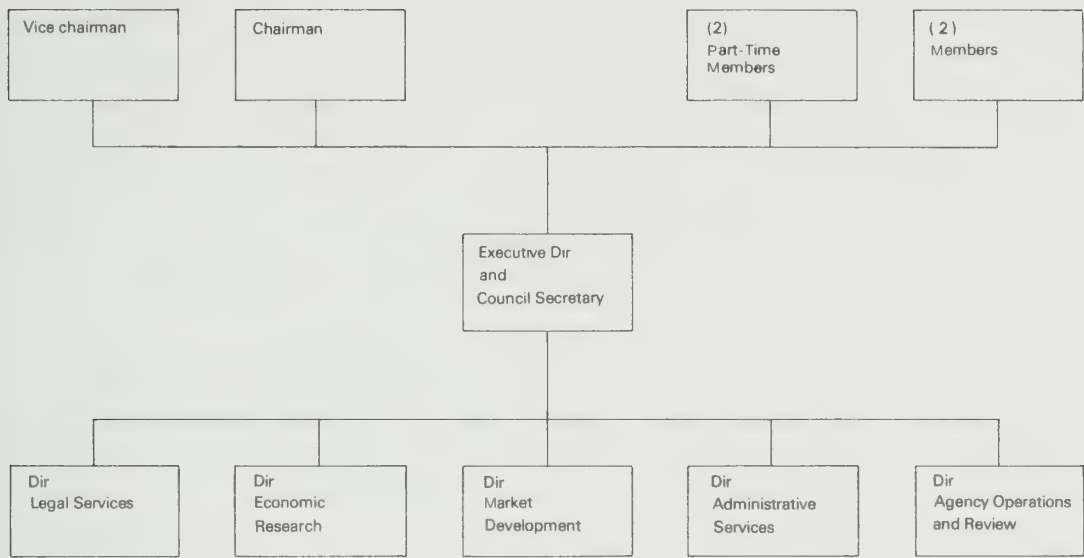 Vice chairman
Chairman
(2)
Part-Time
Members
(2)
Members
Executive Dir
and
Council Secretary
Dir
Legal Services
Dir
Economic
Research
Dir
Market
Development
Dir
Administrative
Services
Dir
Agency Operations
and Review